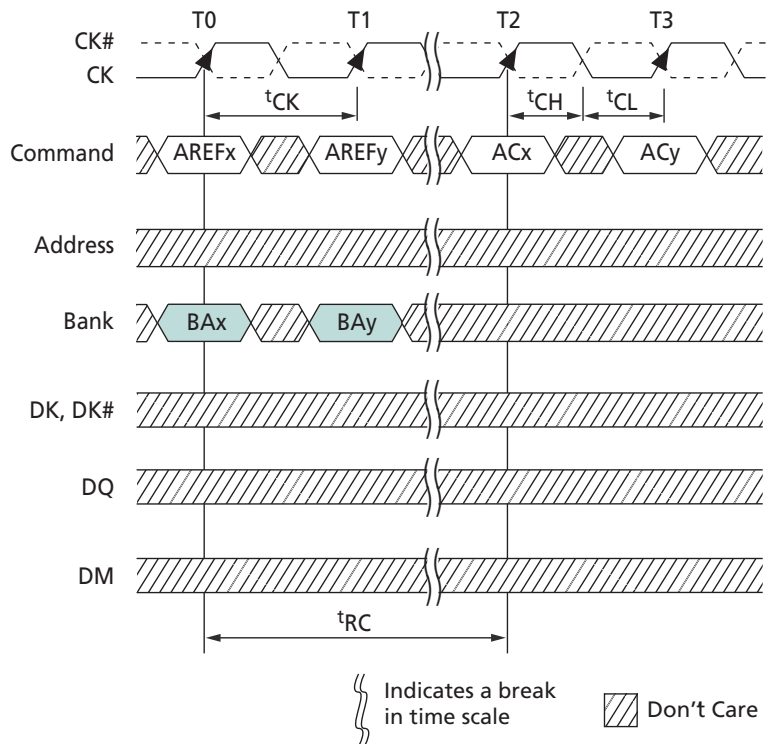 T0 T1 T2 T3
CK#
CK
tCK tCH tCL
Command AREFx AREFy ACx ACy
Address
Bank BAx BAy
DK, DK#
DQ
DM
tRC
Indicates a break
in time scale
Don't Care